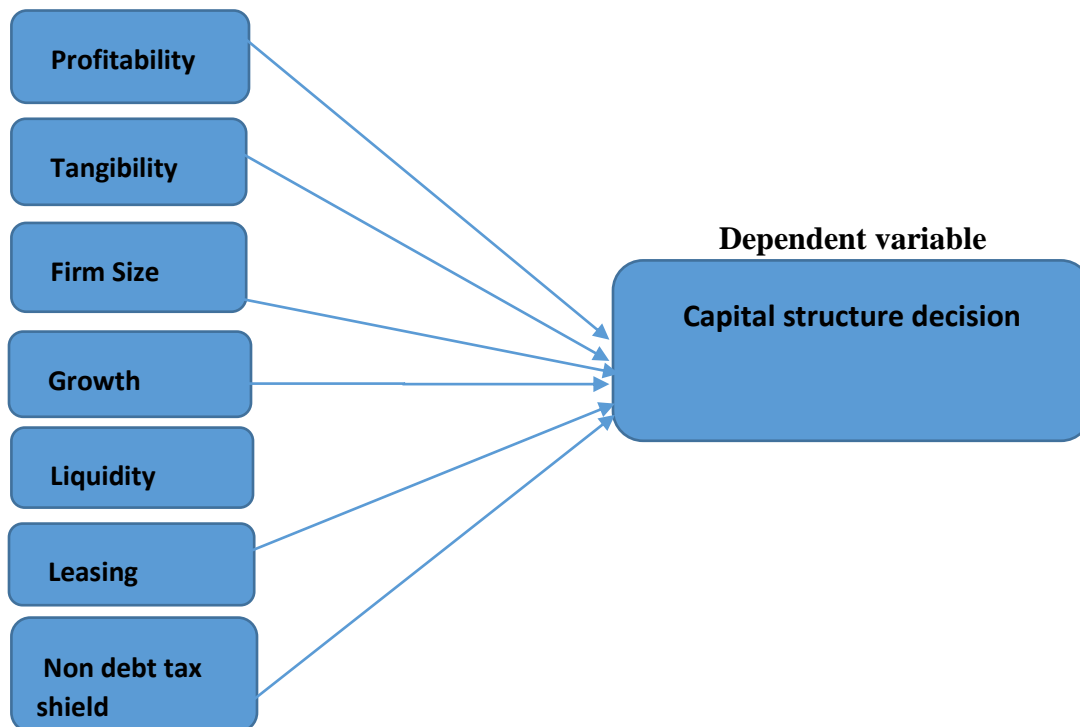 Profitability
Tangibility
Firm Size
Growth
Liquidity
Leasing
Non debt tax
shield
Dependent variable
Capital structure decision